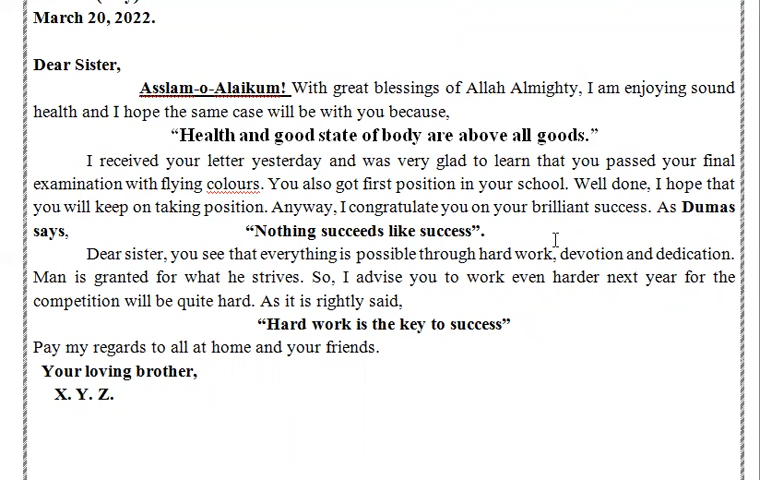 March 20, 2022.
Dear Sister,
Asslam-o-Alaikum! With great blessings of Allah Almighty, I am enjoying sound
health and I hope the same case will be with you because,
“Health and good state of body are above all goods.”
I received your letter yesterday and was very glad to learn that you passed your final
examination with flying colours. You also got first position in your school. Well done, I hope that
you will keep on taking position. Anyway, I congratulate you on your brilliant success. As Dumas
says, “Nothing succeeds like success”.
Dear sister, you see that everything is possible through hard work, devotion and dedication.
Man is granted for what he strives. So, I advise you to work even harder next year for the
competition will be quite hard. As it is rightly said,
“Hard work is the key to success”
Pay my regards to all at home and your friends.
Your loving brother,
X. Y. Z.